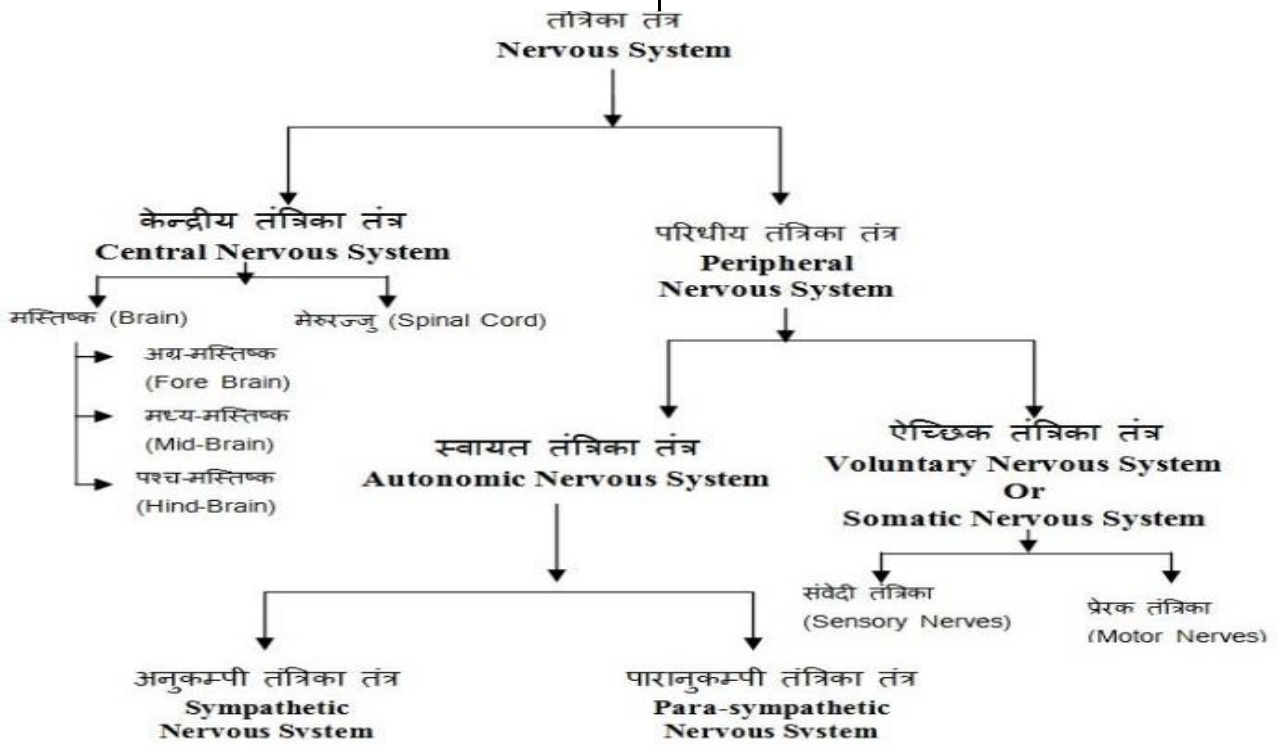 तंत्रिका तंत्र
Nervous System
केन्द्रीय तंत्रिका तंत्र
Central Nervous System
परिधीय तंत्रिका तंत्र
Peripheral
Nervous System
मस्तिष्क (Brain)
मेरुरज्जु (Spinal Cord)
अग्र-मस्तिष्क
(Fore Brain)
मध्य-मस्तिष्क
(Mid-Brain)
पश्च-मस्तिष्क
(Hind-Brain)
स्वायत तंत्रिका तंत्र
Autonomic Nervous System
ऐच्छिक तंत्रिका तंत्र
Voluntary Nervous System
Or
Somatic Nervous System
संवेदी तंत्रिका
(Sensory Nerves)
प्रेरक तंत्रिका
(Motor Nerves)
अनुकम्पी तंत्रिका तंत्र
Sympathetic
Nervous System
पारानुकम्पी तंत्रिका तंत्र
Para-sympathetic
Nervous System